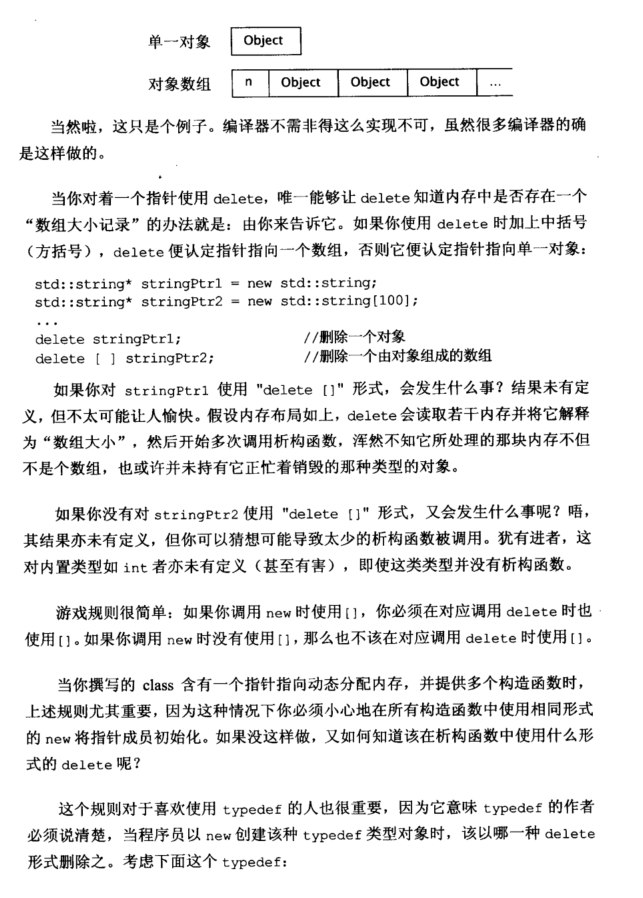 单一对象 Object
对象数组 n Object Object Object ...
当然啦，这只是个例子。编译器不需非得这么实现不可，虽然很多编译器的确
是这样做的。
当你对着一个指针使用 delete，唯一能够让 delete 知道内存中是否存在一个
“数组大小记录”的办法就是：由你来告诉它。如果你使用 delete 时加上中括号
（方括号），delete 便认定指针指向一个数组，否则它便认定指针指向单一对象：
std::string* stringPtr1 = new std::string;
std::string* stringPtr2 = new std::string[100];
...
delete stringPtr1; //删除一个对象
delete [ ] stringPtr2; //删除一个由对象组成的数组
如果你对 stringPtr1 使用 "delete []" 形式，会发生什么事？结果未有定
义，但不太可能让人愉快。假设内存布局如上，delete 会读取若干内存并将它解释
为“数组大小”，然后开始多次调用析构函数，浑然不知它所处理的那块内存不但
不是个数组，也或许并未持有它正忙着销毁的那种类型的对象。
如果你没有对 stringPtr2 使用 "delete []" 形式，又会发生什么事呢？唔，
其结果亦未有定义，但你可以猜想可能导致太少的析构函数被调用。犹有进者，这
对内置类型如 int 者亦未有定义（甚至有害），即使这类类型并没有析构函数。
游戏规则很简单：如果你调用 new 时使用[]，你必须在对应调用 delete 时也
使用[]。如果你调用 new 时没有使用[]，那么也不该在对应调用 delete 时使用[]。
当你撰写的 class 含有一个指针指向动态分配内存，并提供多个构造函数时，
上述规则尤其重要，因为这种情况下你必须小心地在所有构造函数中使用相同形式
的 new 将指针成员初始化。如果没这样做，又如何知道该在析构函数中使用什么形
式的 delete 呢？
这个规则对于喜欢使用 typedef 的人也很重要，因为它意味 typedef 的作者
必须说清楚，当程序员以 new 创建该种 typedef 类型对象时，该以哪一种 delete
形式删除之。考虑下面这个 typedef：